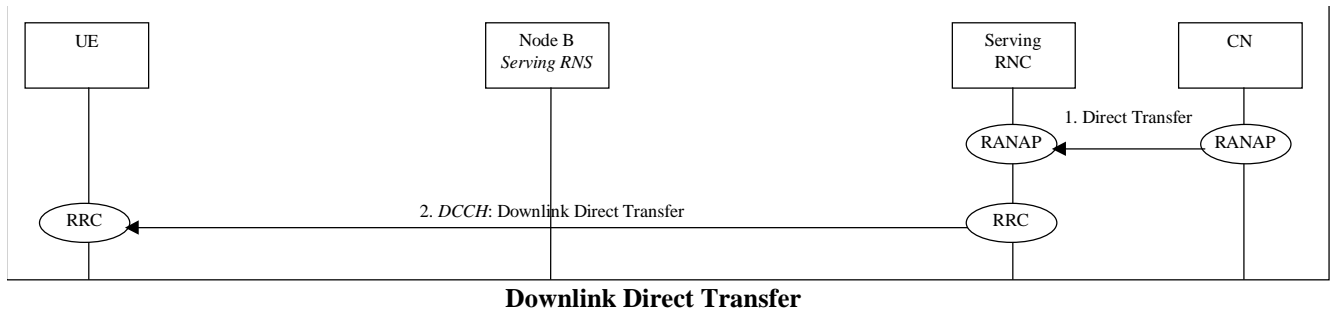 UE
Node B
Serving RNS
Serving
RNC
CN
1. Direct Transfer
RANAP
RANAP
2. DCCH: Downlink Direct Transfer
RRC
RRC
Downlink Direct Transfer